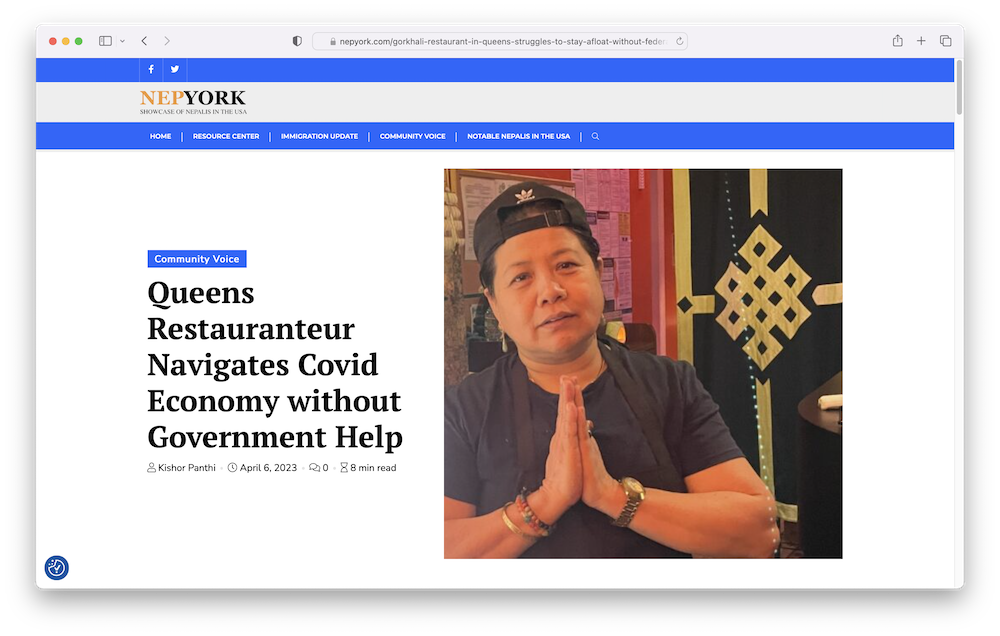 nepyork.com/gorkhali-restaurant-in-queens-struggles-to-stay-afloat-without-feder
NEPYORK
SHOWCASE OF NEPALIS IN THE USA
HOME
RESOURCE CENTER
IMMIGRATION UPDATE
COMMUNITY VOICE
NOTABLE NEPALIS IN THE USA
Community Voice
Queens
Restauranteur
Navigates Covid
Economy without
Government Help
Kishor Panthi April 6, 2023 0 8 min read